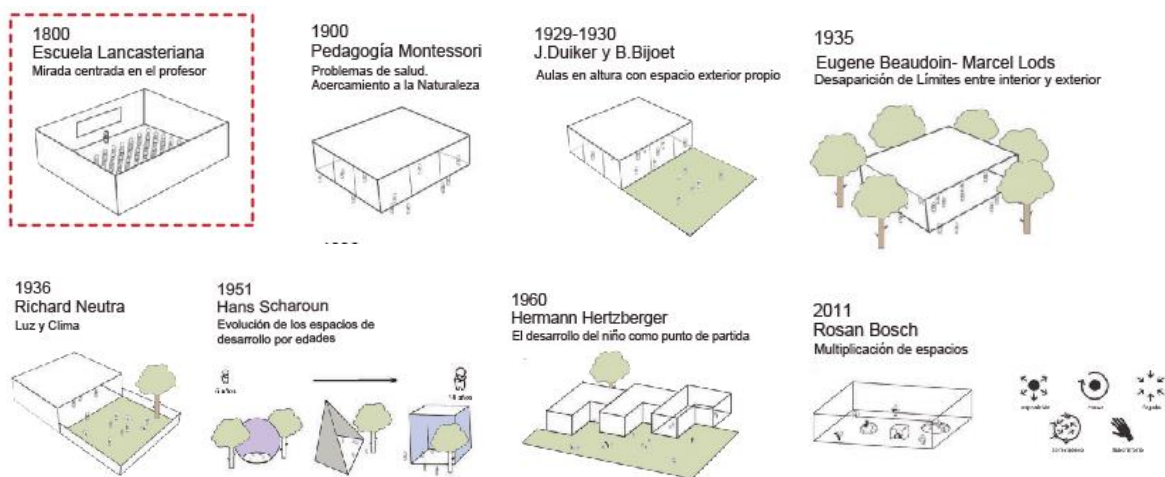 1800
Escuela Lancasteriana
Mirada centrada en el profesor
1900
Pedagogía Montessori
Problemas de salud.
Acercamiento a la Naturaleza
1929-1930
J.Duiker y B.Bijoet
Aulas en altura con espacio exterior propio
1935
Eugene Beaudoin- Marcel Lods
Desaparición de Límites entre interior y exterior
1936
Richard Neutra
Luz y Clima
1951
Hans Scharoun
Evolución de los espacios de
desarrollo por edades
6 años
14 años
1960
Hermann Hertzberger
El desarrollo del niño como punto de partida
2011
Rosan Bosch
Multiplicación de espacios